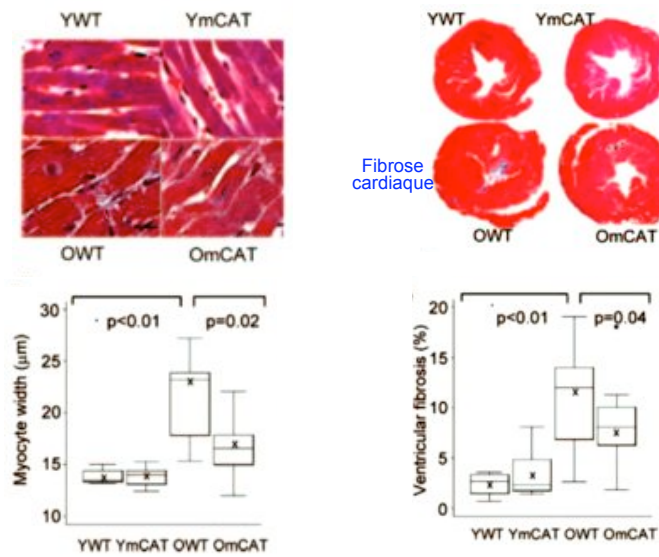 YWT YmCAT
OWT OmCAT
YWT YmCAT
Fibrose
cardiaque
OWT OmCAT
Myocyte width (μm)
30
25
20
15
10
p<0.01 p=0.02
YWT YmCAT OWT OmCAT
Ventricular fibrosis (%)
20
15
10
5
0
p<0.01 p=0.04
YWT YmCAT OWT OmCAT